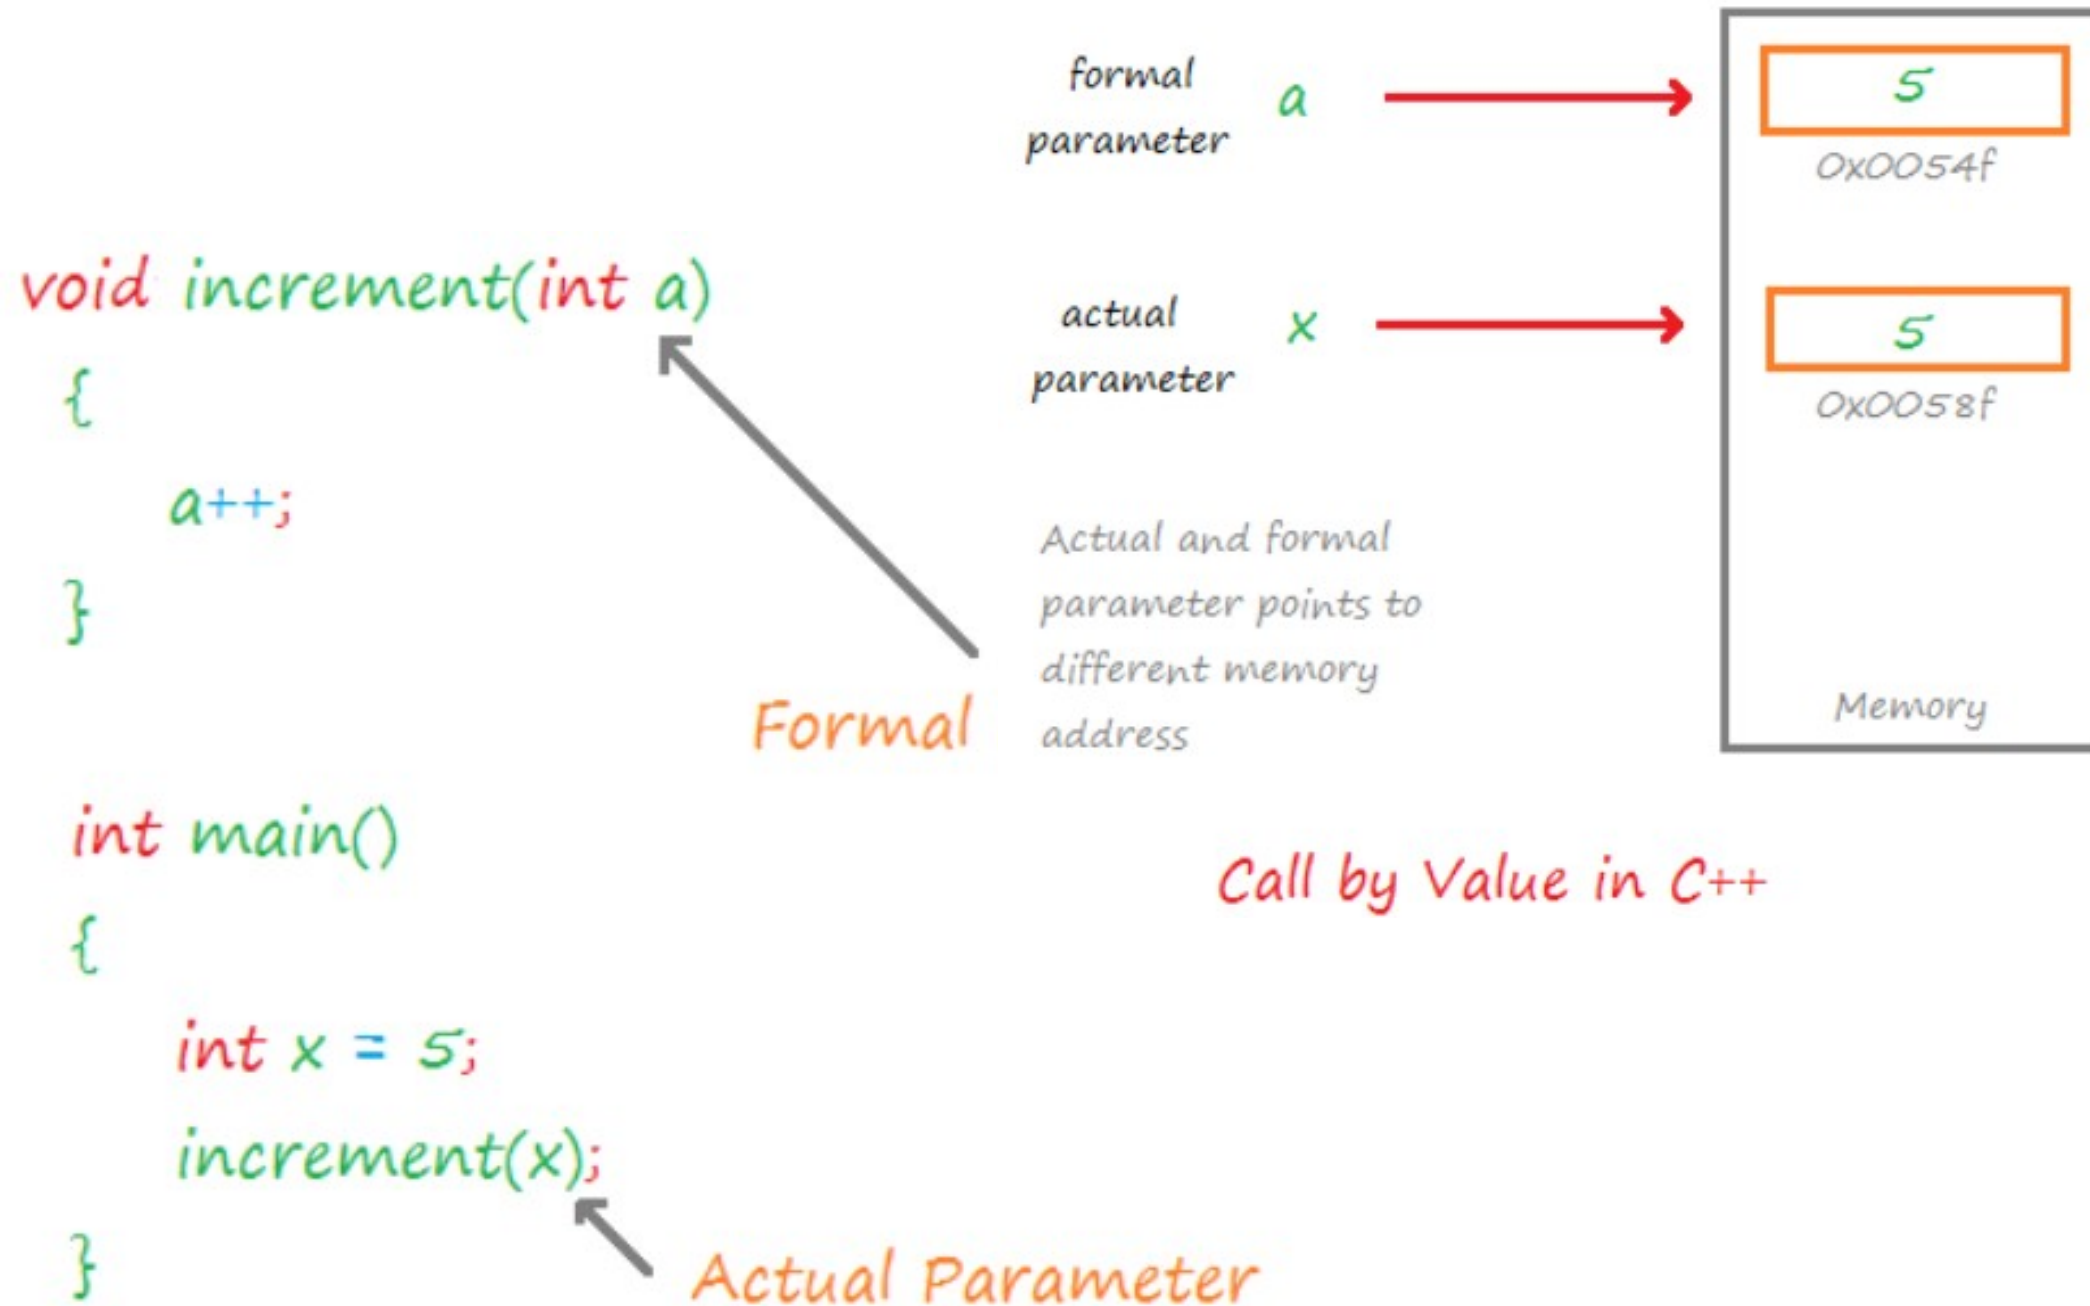 void increment(int a)
{
a++;
}
Formal
int main()
{
int x = 5;
increment(x);
}
Actual Parameter
formal
parameter
a
5
0x0054f
actual
parameter
x
5
0x0058f
Actual and formal
parameter points to
different memory
address
Memory
Call by Value in C++